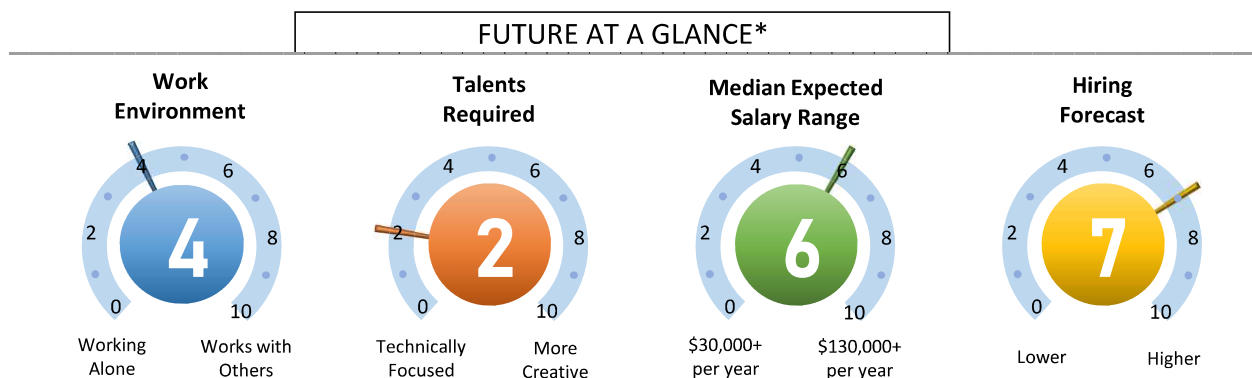 FUTURE AT A GLANCE*
Work
Environment
4
0
2
4
6
8
10
Working
Alone
Works with
Others
Talents
Required
2
0
2
4
6
8
10
Technically
Focused
More
Creative
Median Expected
Salary Range
6
0
2
4
6
8
10
$30,000+
per year
$130,000+
per year
Hiring
Forecast
7
0
2
4
6
8
10
Lower
Higher